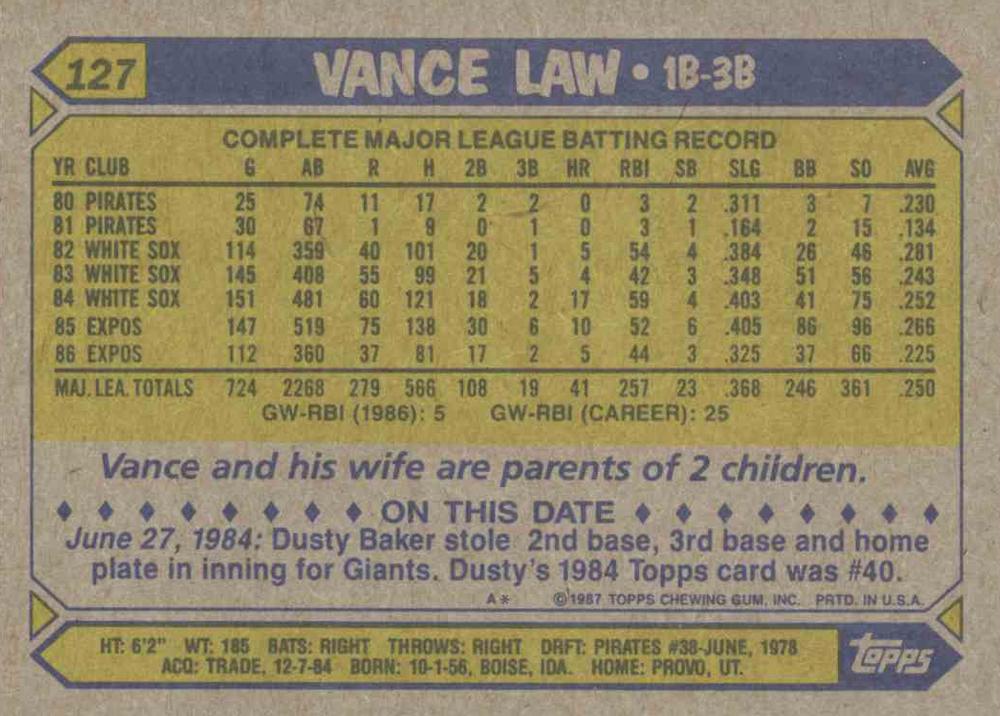 127
VANCE LAW • 1B-3B
COMPLETE MAJOR LEAGUE BATTING RECORD
YR CLUB G AB R H 2B 3B HR RBI SB SLG BB SO AVG
80 PIRATES 25 74 11 17 2 2 0 3 2 .311 3 7 .230
81 PIRATES 30 67 1 9 0 1 0 3 1 .164 2 15 .134
82 WHITE SOX 114 359 40 101 20 1 5 54 4 .384 26 46 .281
83 WHITE SOX 145 408 55 99 21 5 4 42 3 .348 51 56 .243
84 WHITE SOX 151 481 60 121 18 2 17 59 4 .403 41 75 .252
85 EXPOS 147 519 75 138 30 6 10 52 6 .405 86 96 .266
86 EXPOS 112 360 37 81 17 2 5 44 3 .325 37 66 .225
MAJ. LEA. TOTALS 724 2268 279 566 108 19 41 257 23 .368 246 361 .250
GW-RBI (1986): 5 GW-RBI (CAREER): 25
Vance and his wife are parents of 2 children.
ON THIS DATE
June 27, 1984: Dusty Baker stole 2nd base, 3rd base and home
plate in inning for Giants. Dusty's 1984 Topps card was #40.
A* ©1987 TOPPS CHEWING GUM, INC. PRTD. IN U.S.A.
HT: 6'2" WT: 185 BATS: RIGHT THROWS: RIGHT DRFT: PIRATES #38-JUNE, 1978
ACQ: TRADE, 12-7-84 BORN: 10-1-56, BOISE, IDA. HOME: PROVO, UT.
topps